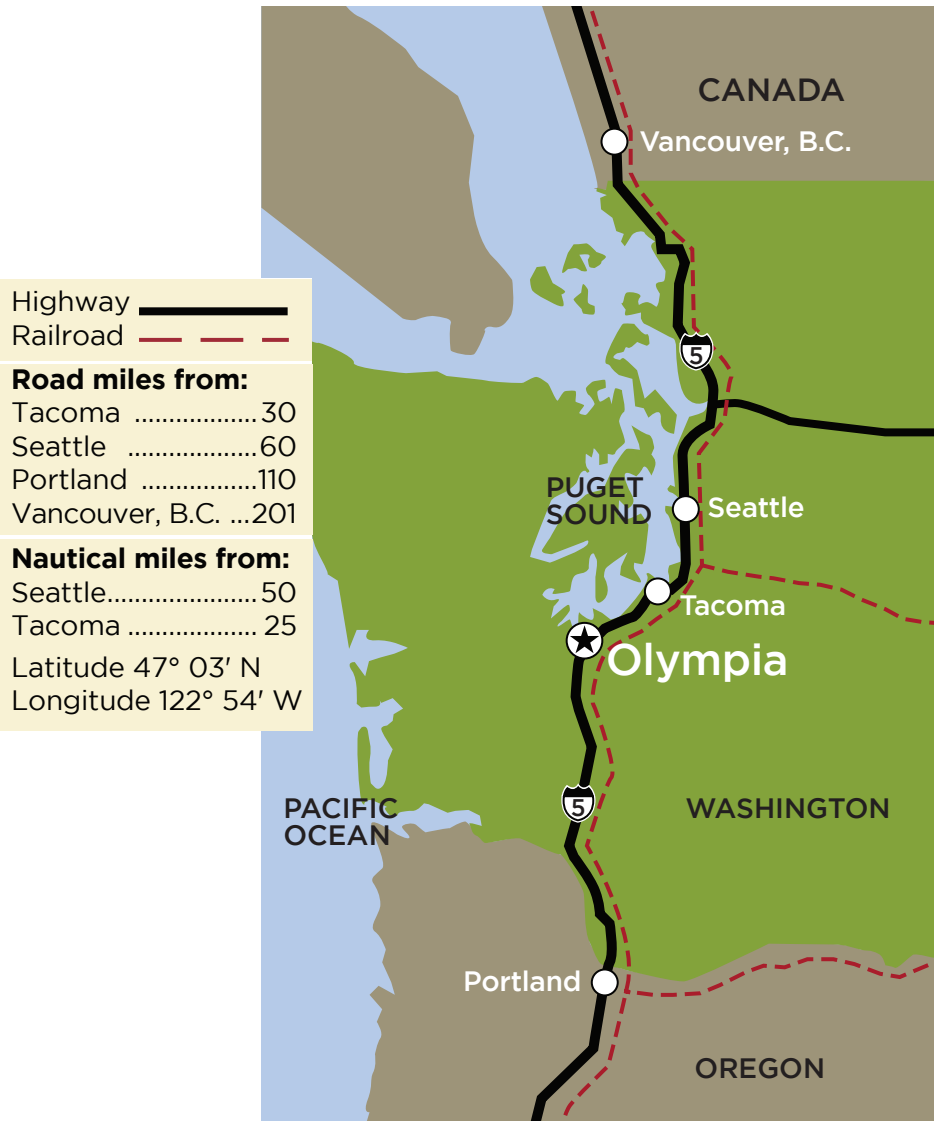 CANADA
Vancouver, B.C.
Highway
Railroad
Road miles from:
Tacoma ..................30
Seattle ...................60
Portland .................110
Vancouver, B.C. ...201
Nautical miles from:
Seattle......................50
Tacoma ................... 25
Latitude 47° 03' N
Longitude 122° 54' W
5
PUGET
SOUND
Seattle
Tacoma
Olympia
5
PACIFIC
OCEAN
WASHINGTON
Portland
OREGON